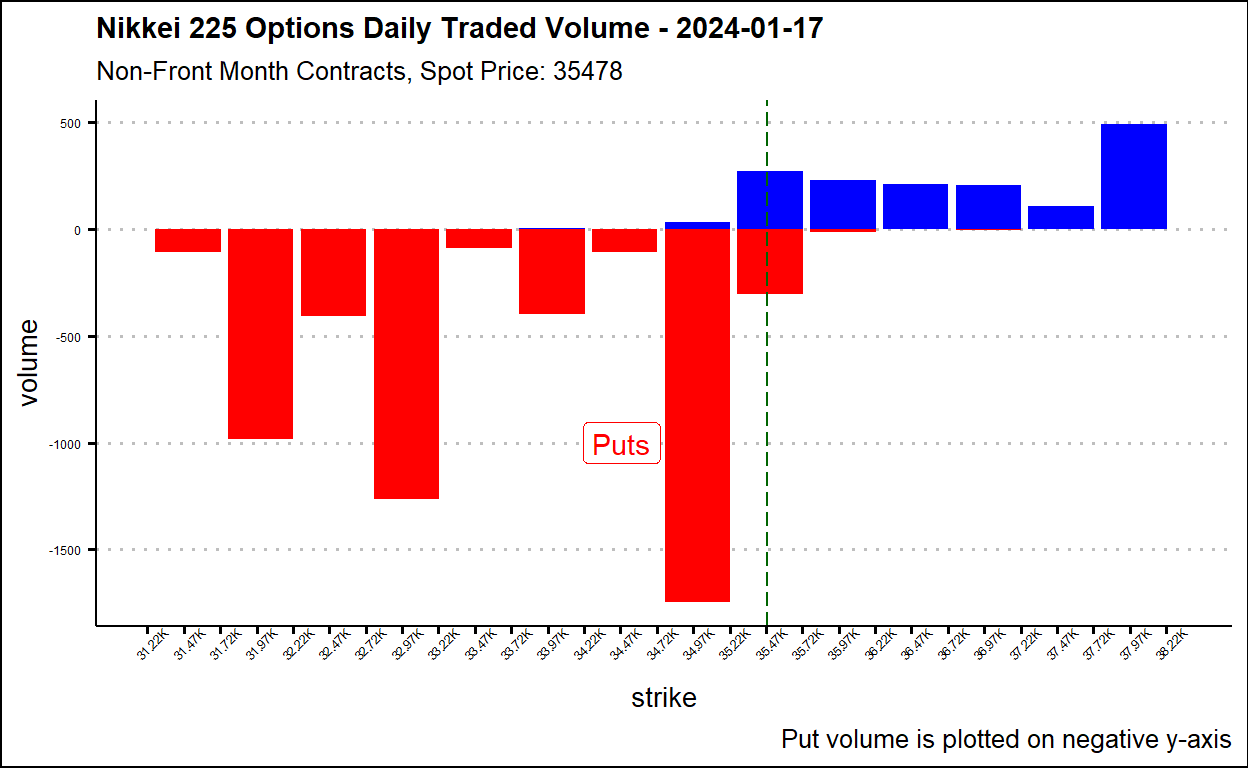 Nikkei 225 Options Daily Traded Volume - 2024-01-17
Non-Front Month Contracts, Spot Price: 35478
500
0
-500
-1000
-1500
volume
Puts
31.22K 31.47K 31.72K 31.97K 32.22K 32.47K 32.72K 32.97K 33.22K 33.47K 33.72K 33.97K 34.22K 34.47K 34.72K 34.97K 35.22K 35.47K 35.72K 35.97K 36.22K 36.47K 36.72K 36.97K 37.22K 37.47K 37.72K 37.97K 38.22K
strike
Put volume is plotted on negative y-axis